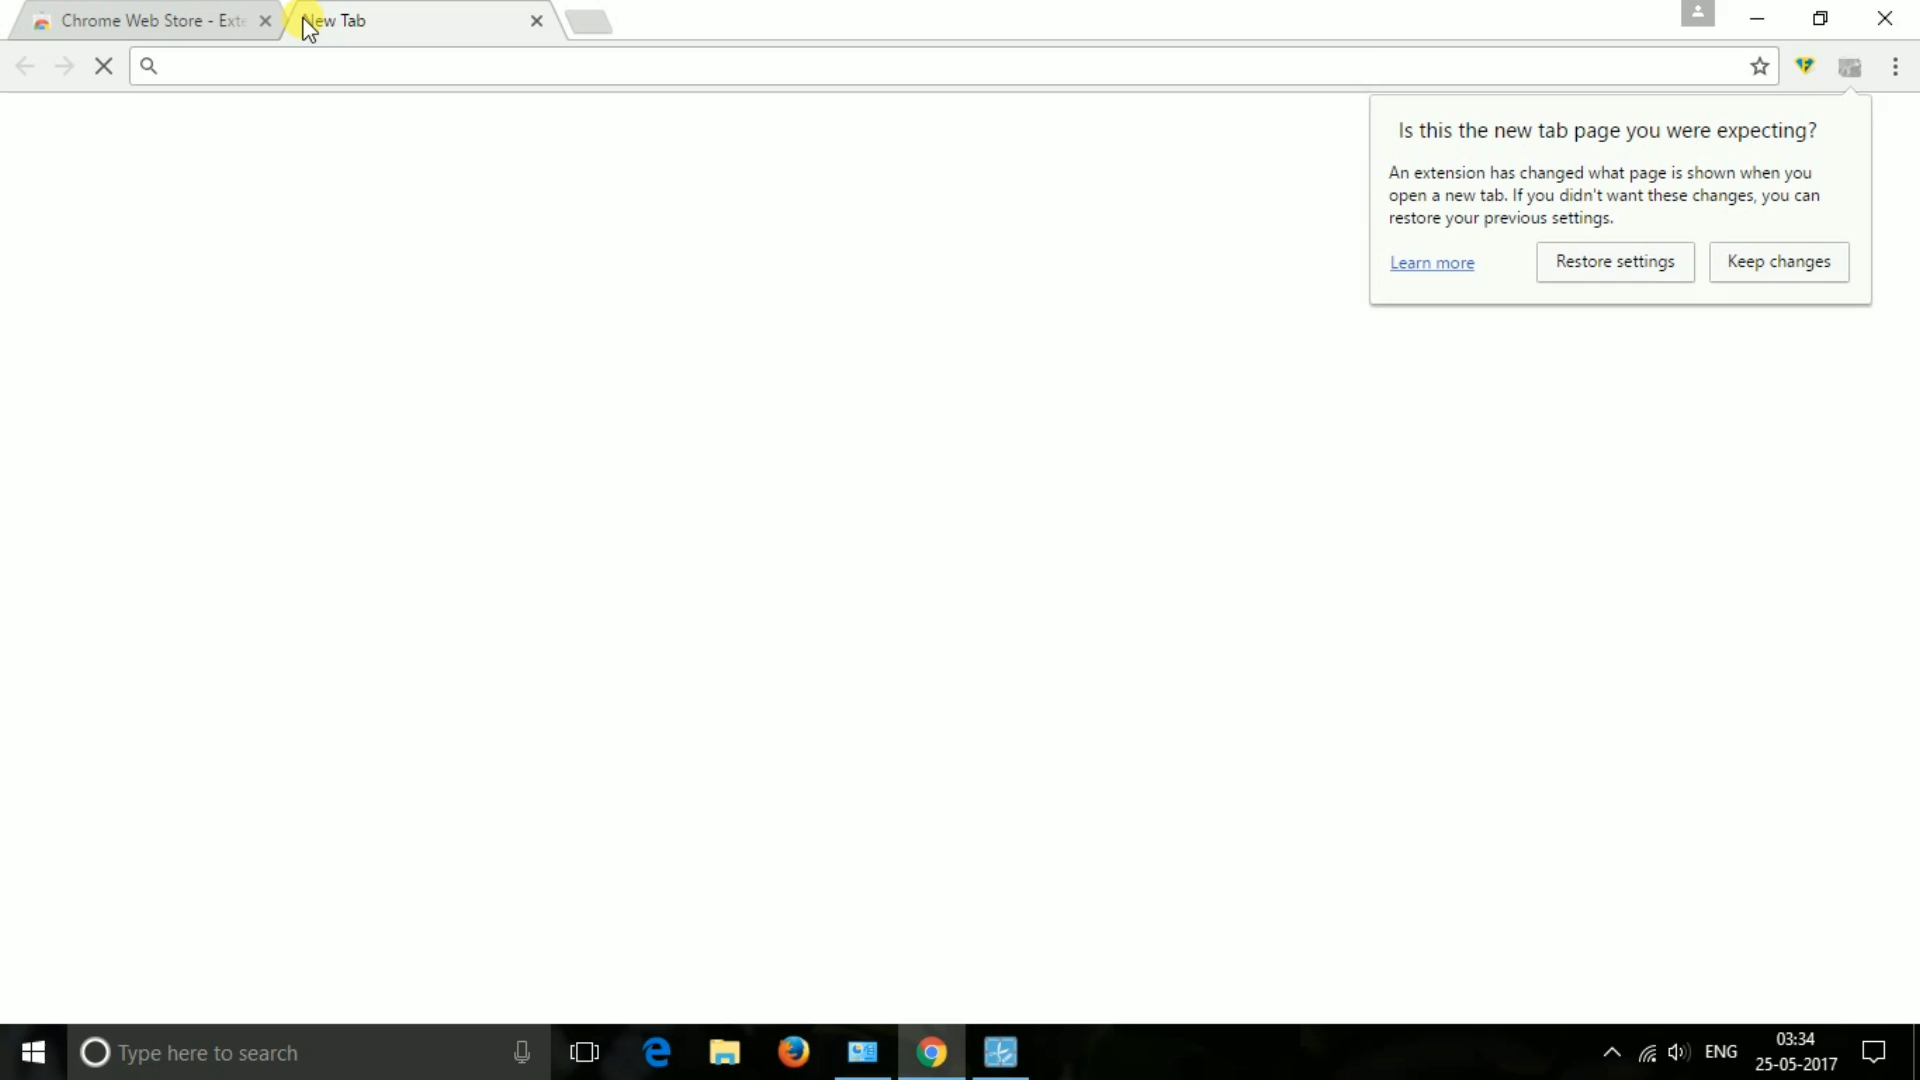 Chrome Web Store - Exte
New Tab
Is this the new tab page you were expecting?
An extension has changed what page is shown when you
open a new tab. If you didn't want these changes, you can
restore your previous settings.
Learn more
Restore settings
Keep changes
Type here to search
ENG
03:34
25-05-2017